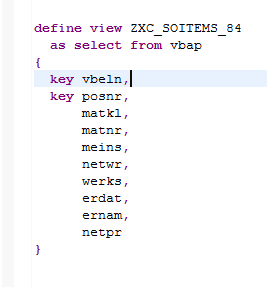 define view ZXC_SOITEMS_84
as select from vbap
{
key vbeln,
key posnr,
matkl,
matnr,
meins,
netwr,
werks,
erdat,
ernam,
netpr
}